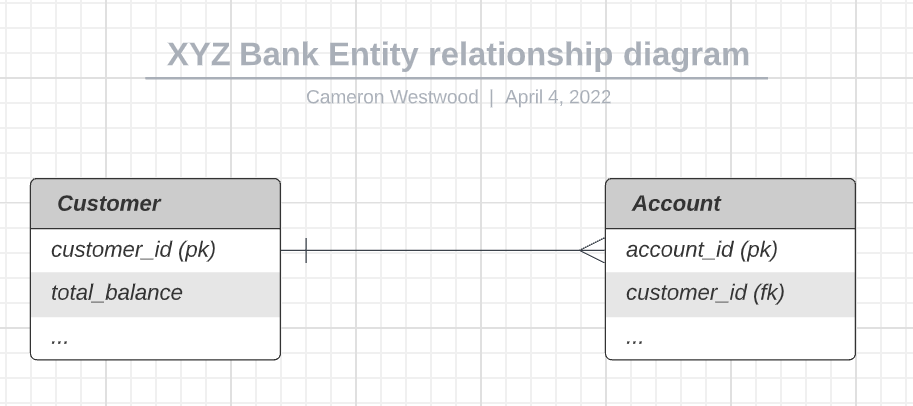 XYZ Bank Entity relationship diagram
Cameron Westwood | April 4, 2022
Customer
customer_id (pk)
total_balance
...
Account
account_id (pk)
customer_id (fk)
...